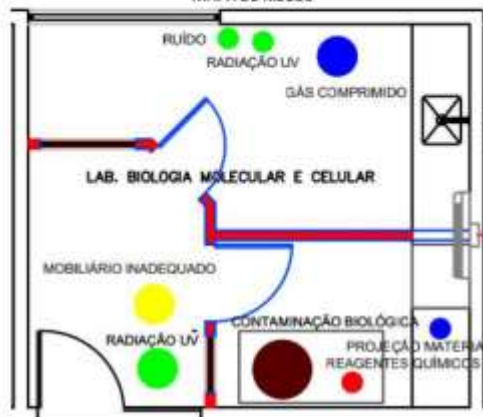 RUÍDO
RADIAÇÃO UV
GÁS COMPRIMIDO
LAB. BIOLOGIA MOLECULAR E CELULAR
MOBILIÁRIO INADEQUADO
RADIAÇÃO UV
CONTAMINAÇÃO BIOLÓGICA
PROJEÇÃO MATERIA
REAGENTES QUÍMICOS